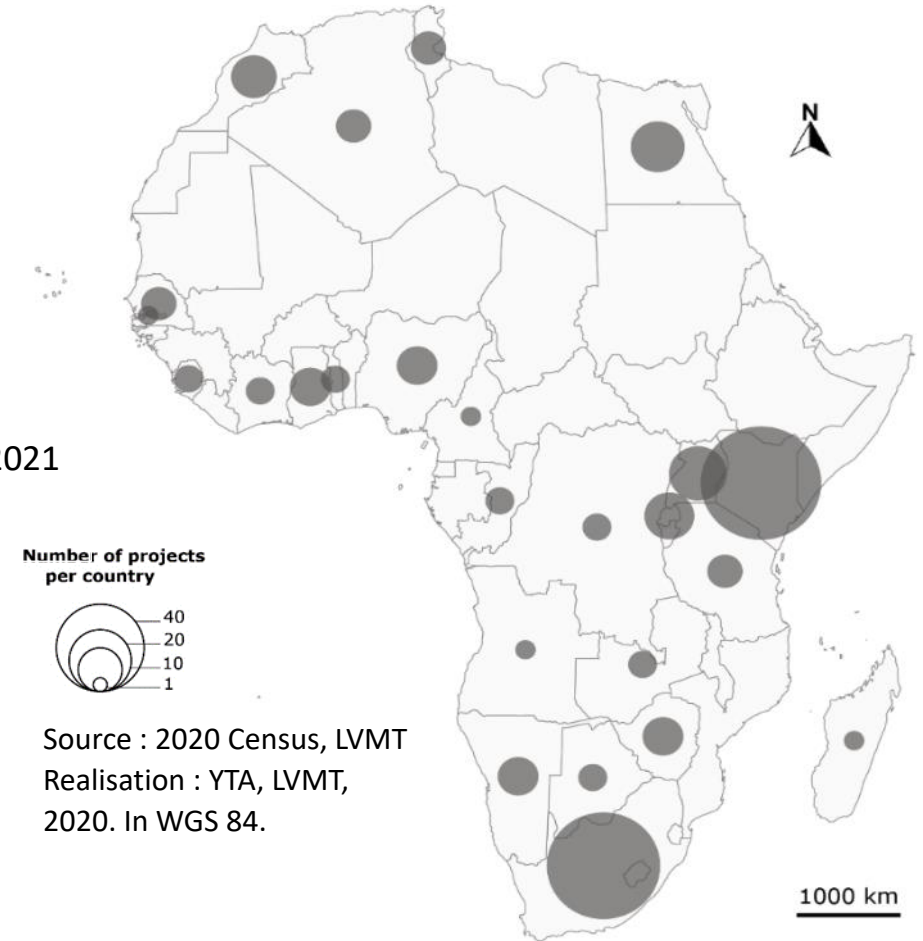 N
2021
Number of projects
per country
40
20
10
1
Source : 2020 Census, LVMT
Realisation : YTA, LVMT,
2020. In WGS 84.
1000 km